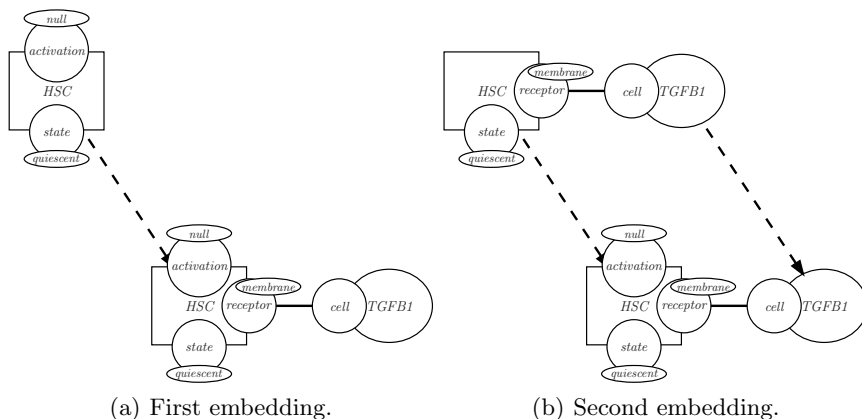 null
activation
HSC
state
quiescent
null
activation
membrane
HSC
receptor
cell
TGFB1
state
quiescent
(a) First embedding.
membrane
HSC
receptor
cell
TGFB1
state
quiescent
null
activation
membrane
HSC
receptor
cell
TGFB1
state
quiescent
(b) Second embedding.